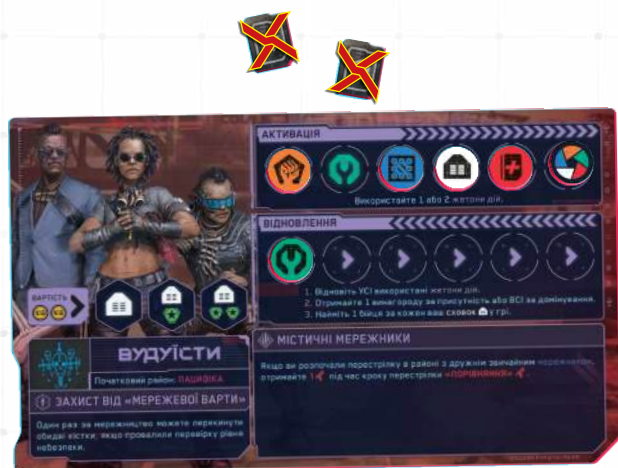 АКТИВАЦІЯ
Використайте 1 або 2 жетони дій.
ВІДНОВЛЕННЯ
1. Відновіть УСІ використані жетони дій.
2. Отримайте 1 винагороду за присутність або ВСІ за домінування.
3. Найміть 1 бійця за кожен ваш сховок у грі.
ВАРТІСТЬ
ВУДУЇСТИ
Початковий район: ПАЦИФІКА
ЗАХИСТ ВІД «МЕРЕЖЕВОЇ ВАРТИ»
Один раз за мережництво можете перекинути
обидві кістки, якщо провалили перевірку рівня
небезпеки.
МІСТИЧНІ МЕРЕЖНИКИ
Якщо ви розпочали перестрілку в районі з дружнім звичайним мережником,
отримайте 1 під час кроку перестрілки «ПОРІВНЯННЯ» .